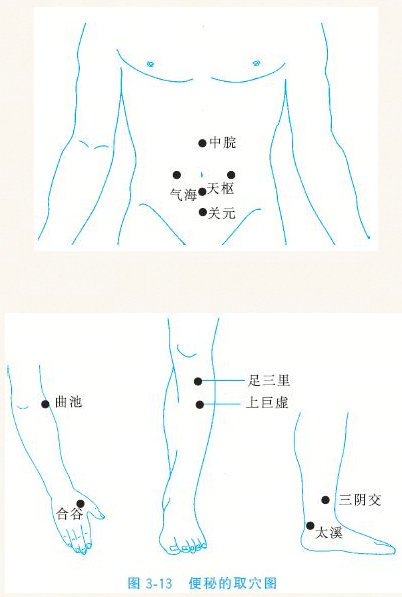 中脘
气海
天枢
关元
足三里
曲池
上巨虚
三阴交
合谷
太溪
图 3-13 便秘的取穴图